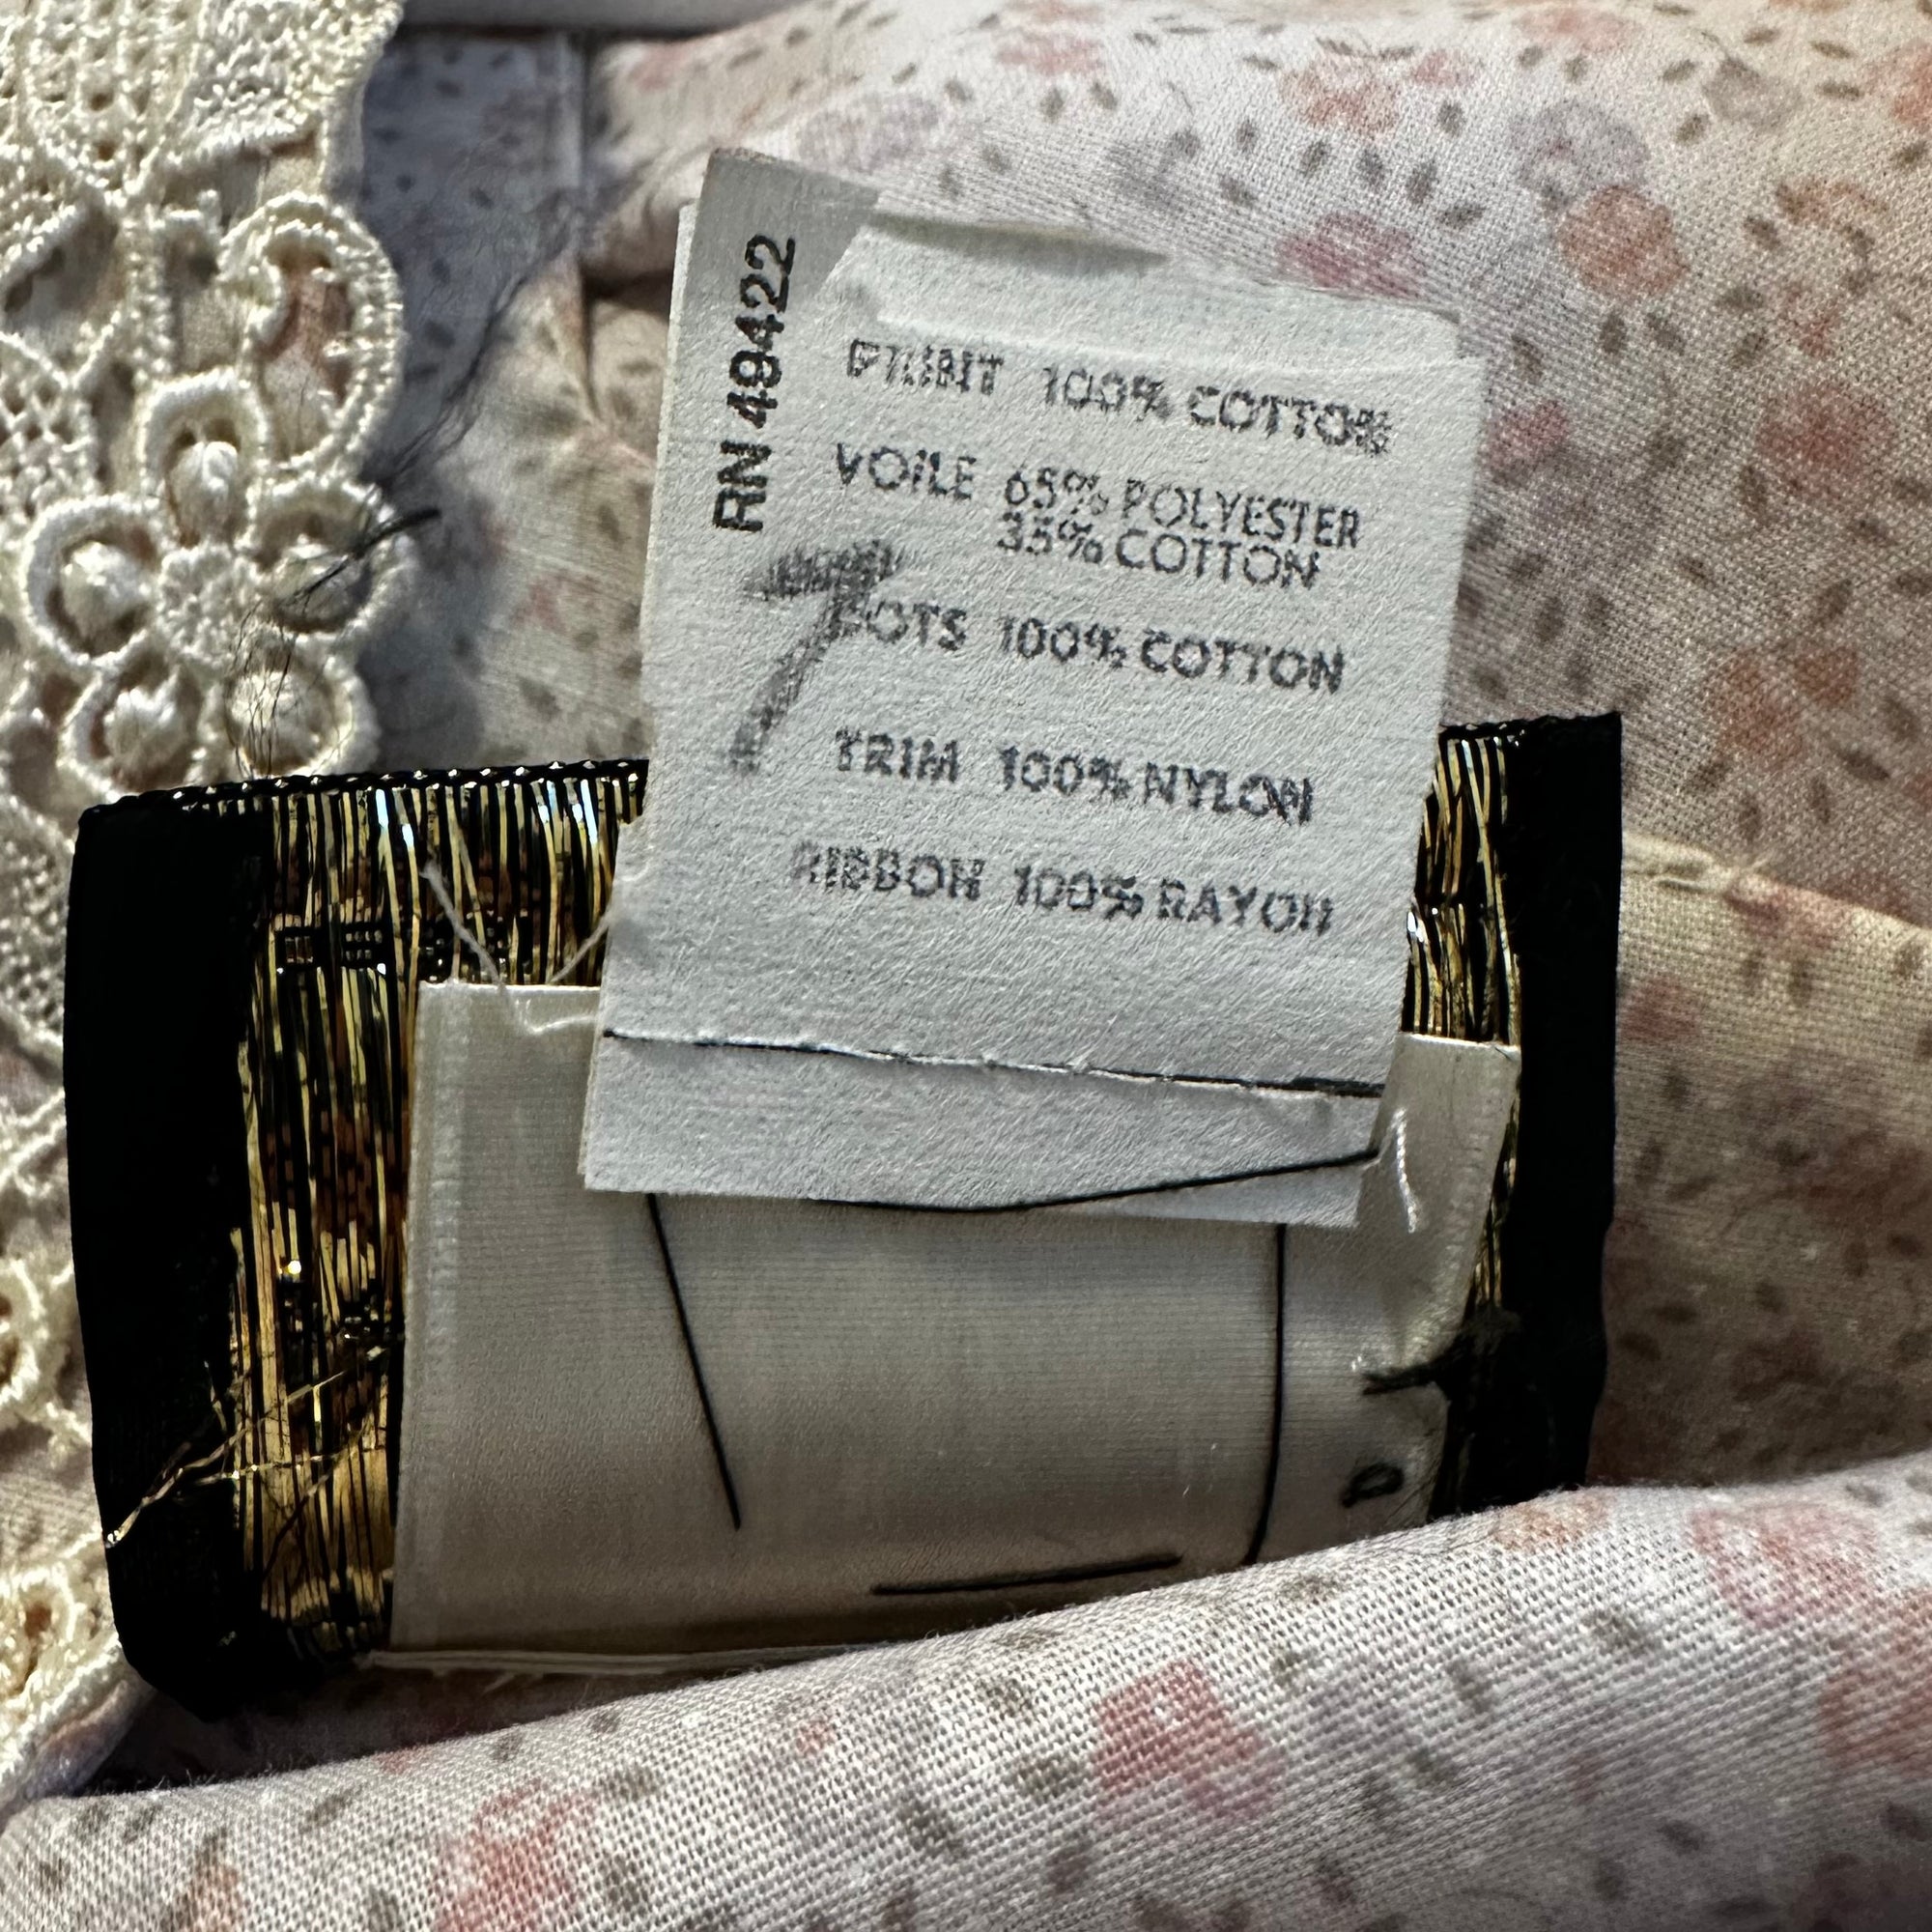 RN 49422
PRINT 100% COTTON
VOILE 65% POLYESTER
35% COTTON
7
DOTS 100% COTTON
TRIM 100% NYLON
RIBBON 100% RAYON